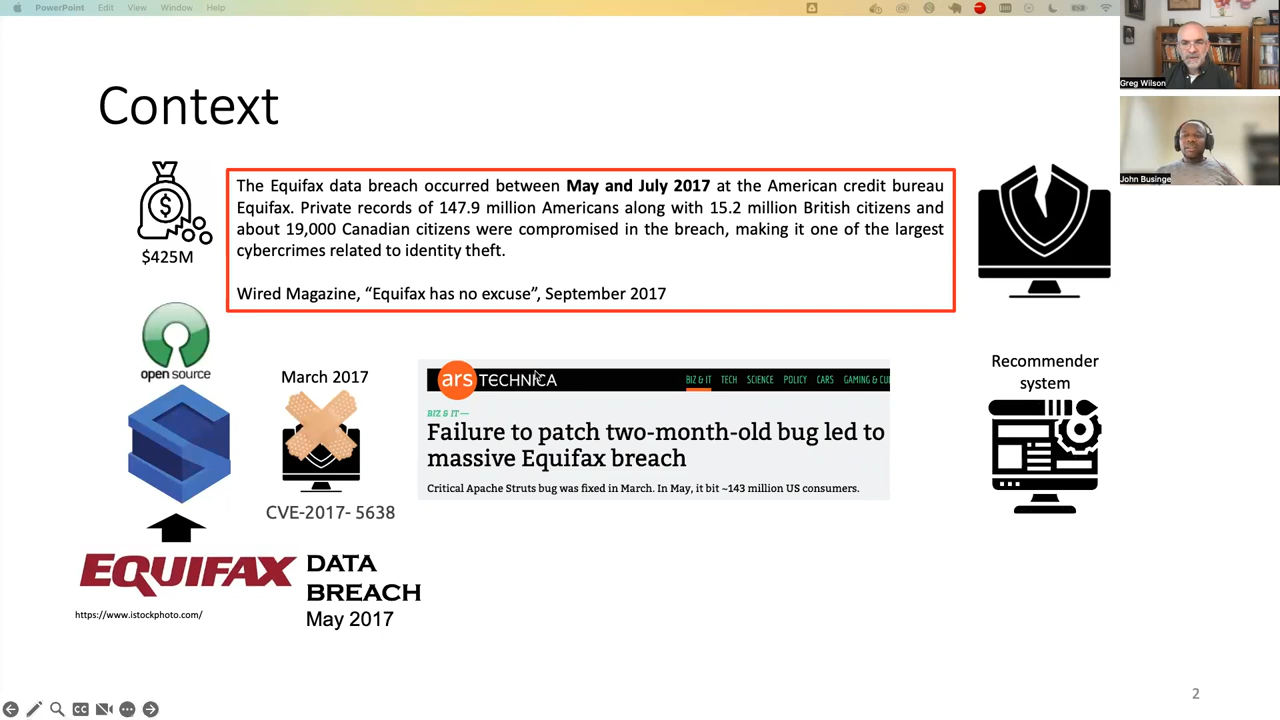 PowerPoint Edit View Window Help
Greg Wilson
John Businge
Context
$425M
The Equifax data breach occurred between May and July 2017 at the American credit bureau
Equifax. Private records of 147.9 million Americans along with 15.2 million British citizens and
about 19,000 Canadian citizens were compromised in the breach, making it one of the largest
cybercrimes related to identity theft.
Wired Magazine, “Equifax has no excuse”, September 2017
open source
March 2017
CVE-2017- 5638
ars TECHNICA
BIZ & IT TECH SCIENCE POLICY CARS GAMING & CU
BIZ & IT —
Failure to patch two-month-old bug led to
massive Equifax breach
Critical Apache Struts bug was fixed in March. In May, it bit ~143 million US consumers.
Recommender
system
EQUIFAX
DATA
BREACH
May 2017
https://www.istockphoto.com/
CC
2